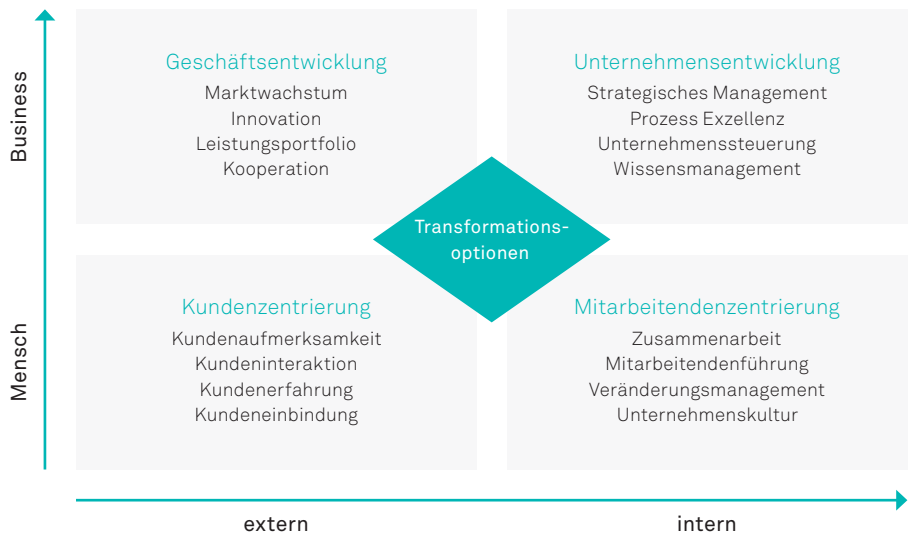 Business
Geschäftsentwicklung
Marktwachstum
Innovation
Leistungsportfolio
Kooperation
Unternehmensentwicklung
Strategisches Management
Prozess Exzellenz
Unternehmenssteuerung
Wissensmanagement
Transformations-
optionen
Mensch
Kundenzentrierung
Kundenaufmerksamkeit
Kundeninteraktion
Kundenerfahrung
Kundeneinbindung
Mitarbeitendenzentrierung
Zusammenarbeit
Mitarbeitendenführung
Veränderungsmanagement
Unternehmenskultur
extern
intern